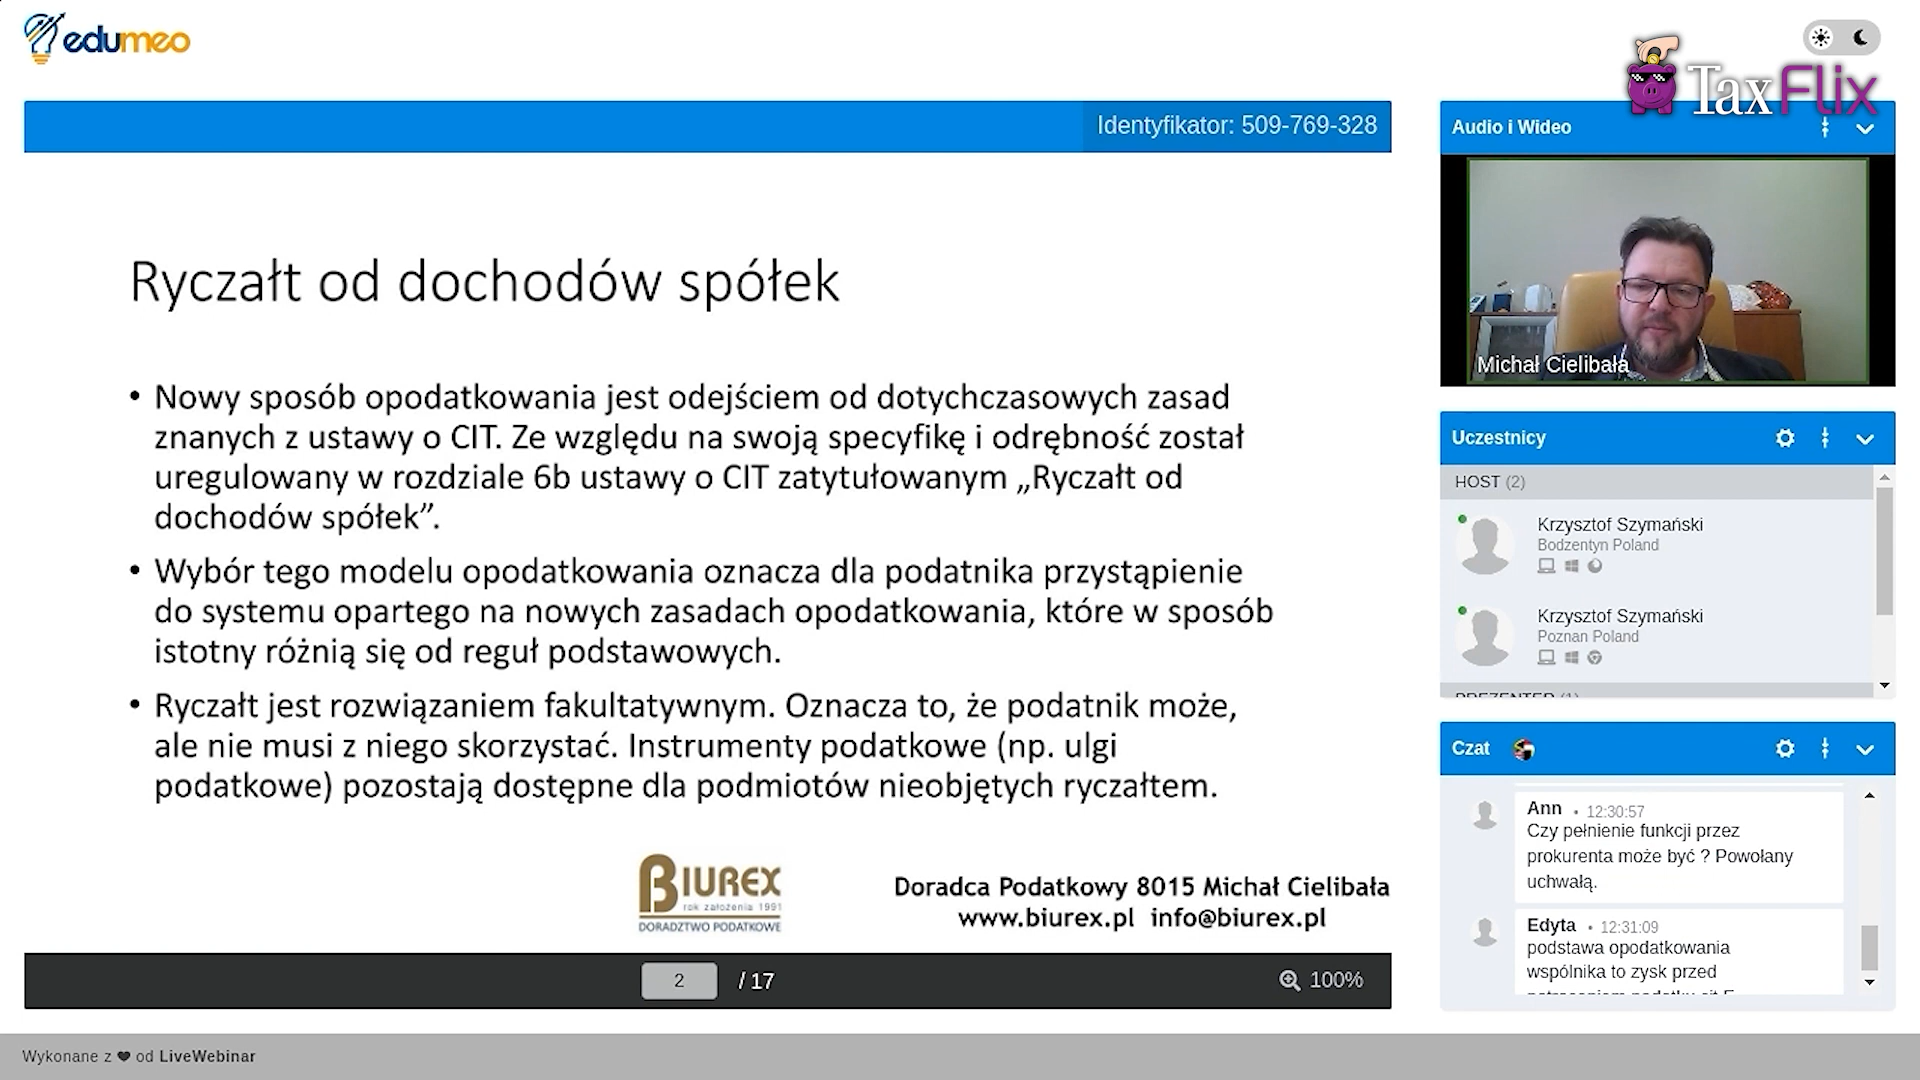 edumeo
TaxFlix
Identyfikator: 509-769-328
Ryczałt od dochodów spółek
• Nowy sposób opodatkowania jest odejściem od dotychczasowych zasad
znanych z ustawy o CIT. Ze względu na swoją specyfikę i odrębność został
uregulowany w rozdziale 6b ustawy o CIT zatytułowanym „Ryczałt od
dochodów spółek”.
• Wybór tego modelu opodatkowania oznacza dla podatnika przystąpienie
do systemu opartego na nowych zasadach opodatkowania, które w sposób
istotny różnią się od reguł podstawowych.
• Ryczałt jest rozwiązaniem fakultatywnym. Oznacza to, że podatnik może,
ale nie musi z niego skorzystać. Instrumenty podatkowe (np. ulgi
podatkowe) pozostają dostępne dla podmiotów nieobjętych ryczałtem.
BIUREX
rok założenia 1991
DORADZTWO PODATKOWE
Doradca Podatkowy 8015 Michał Cielibała
www.biurex.pl info@biurex.pl
2 / 17
100%
Audio i Wideo
Michał Cielibała
Uczestnicy
HOST (2)
Krzysztof Szymański
Bodzentyn Poland
Krzysztof Szymański
Poznan Poland
PREZENTER (1)
Czat
Ann • 12:30:57
Czy pełnienie funkcji przez
prokurenta może być ? Powołany
uchwałą.
Edyta • 12:31:09
podstawa opodatkowania
wspólnika to zysk przed
Wykonane z ❤ od LiveWebinar